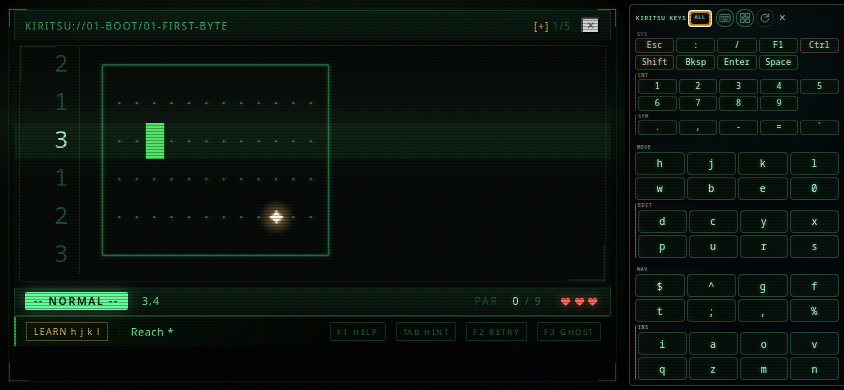 KIRITSU://01-BOOT/01-FIRST-BYTE [+] 1/5 ×
2
1
3
1
2
3
-- NORMAL -- 3,4 PAR 0 / 9
LEARN h j k l : Reach * F1 HELP TAB HINT F2 RETRY F3 GHOST
KIRITSU KEYS ALL ×
SYS
Esc : / F1 Ctrl
Shift Bksp Enter Space
CNT
1 2 3 4 5
6 7 8 9
SYM
. , - = `
MOVE
h j k l
w b e 0
EDIT
d c y x
p u r s
NAV
$ ^ g f
t ; , %
INS
i a o v
q z m n